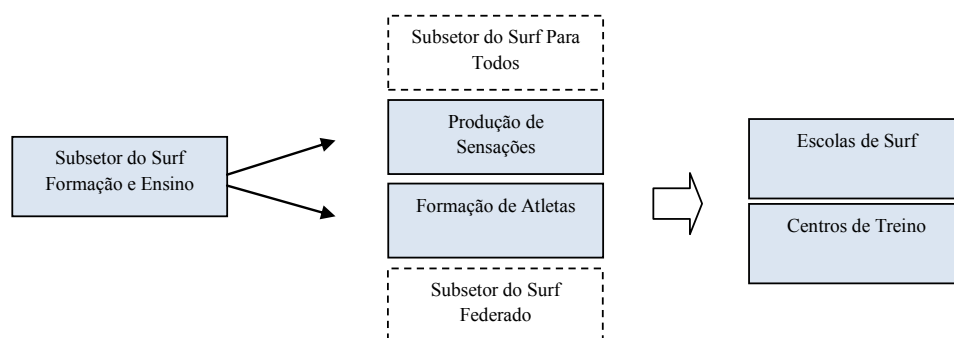 Subsetor do Surf
Formação e Ensino
Subsetor do Surf Para
Todos
Produção de
Sensações
Formação de Atletas
Subsetor do Surf
Federado
Escolas de Surf
Centros de Treino